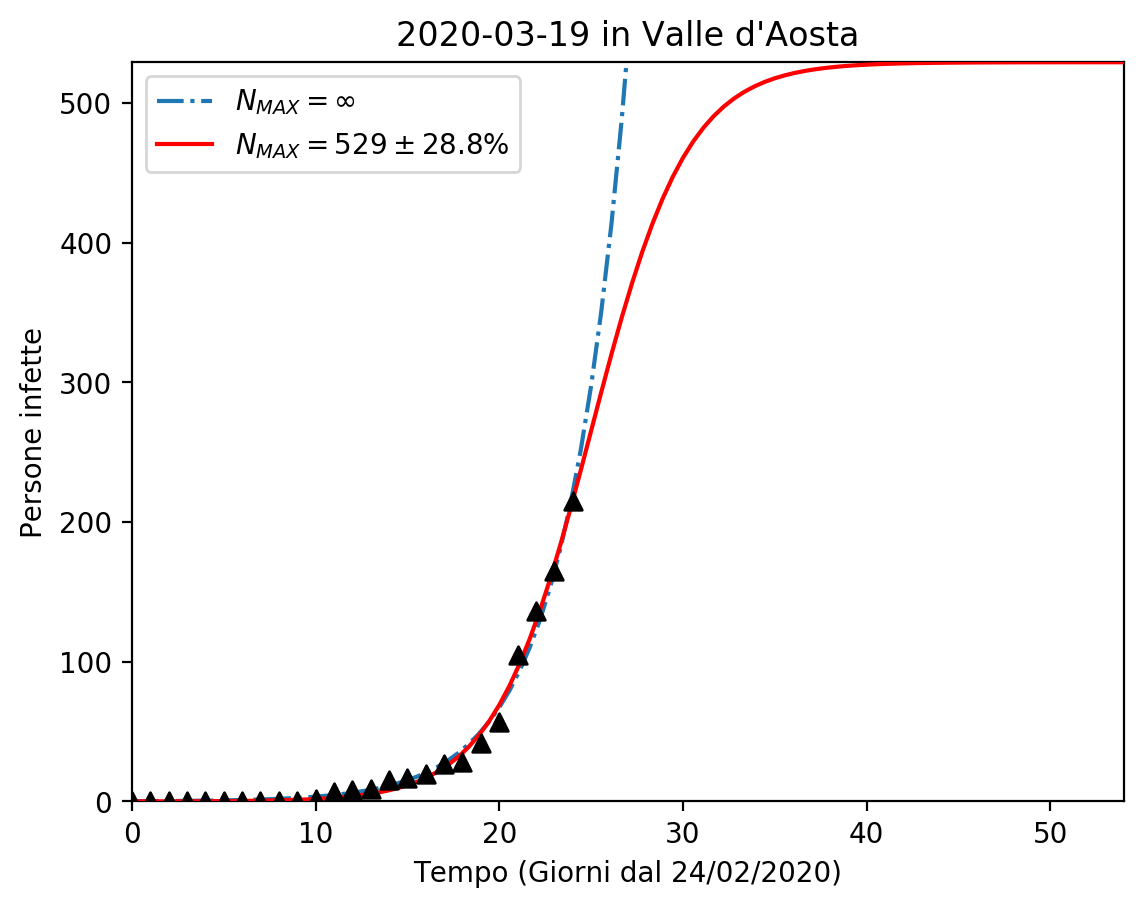 2020-03-19 in Valle d'Aosta
N_MAX = ∞
N_MAX = 529 ± 28.8%
500
400
300
200
100
0
Persone infette
0 10 20 30 40 50
Tempo (Giorni dal 24/02/2020)